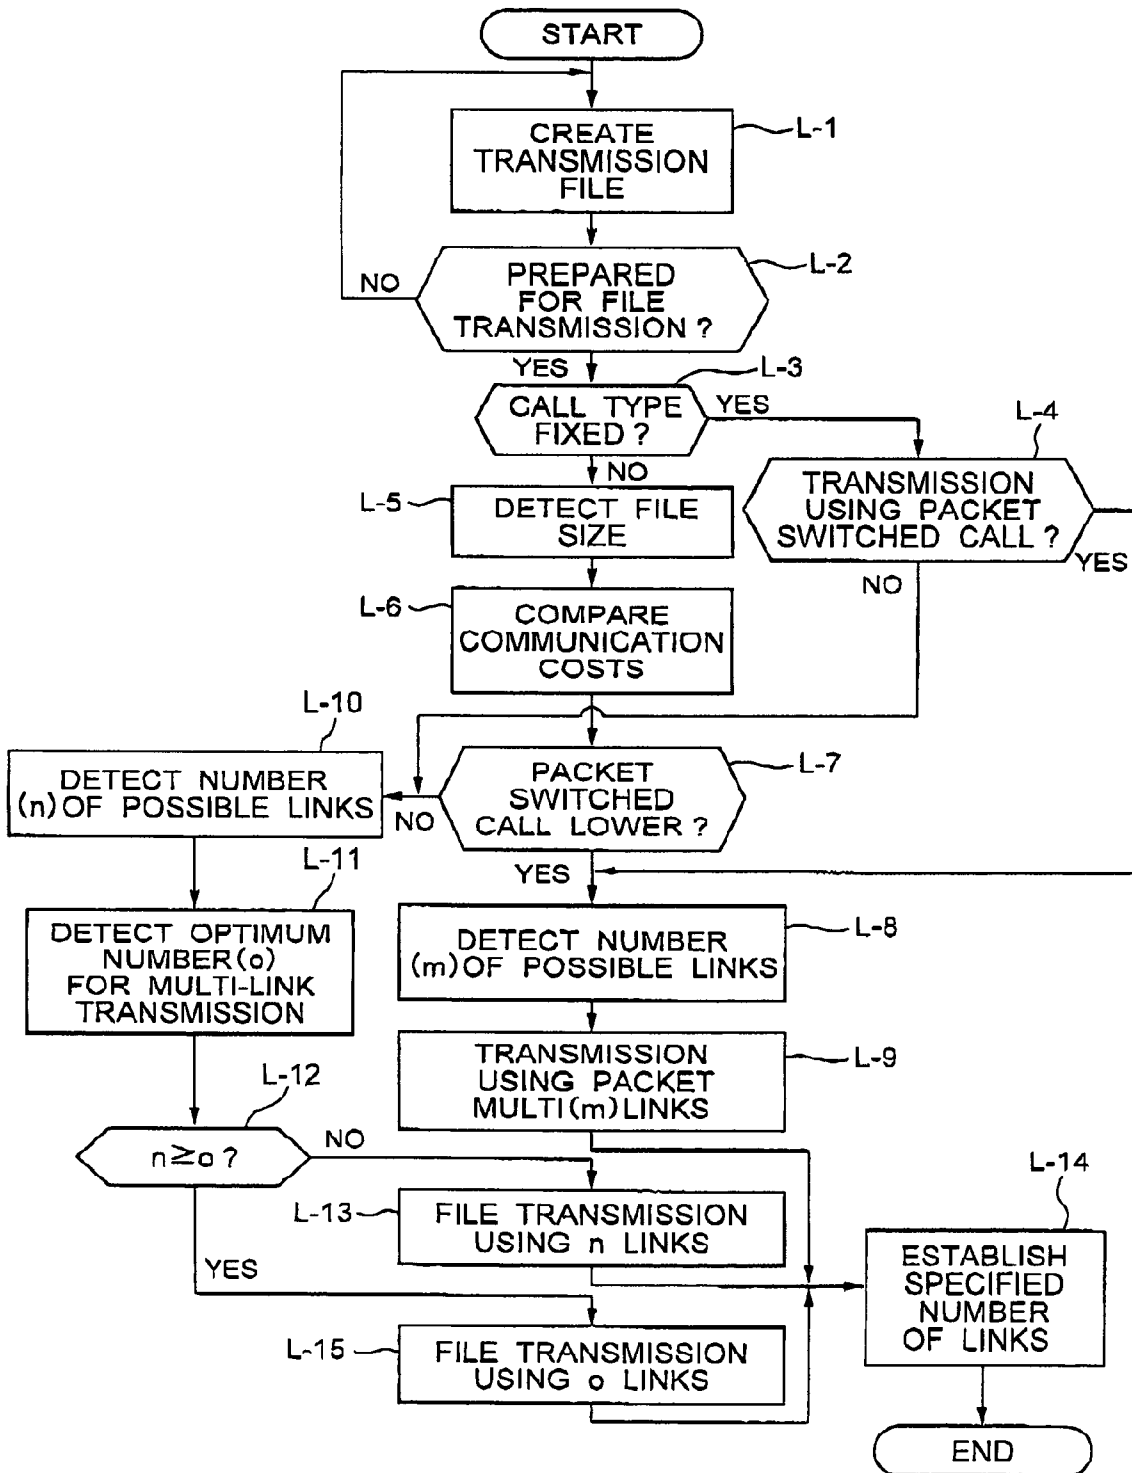 START
CREATE
TRANSMISSION
FILE
L-1
PREPARED
FOR FILE
TRANSMISSION?
L-2
NO
YES
CALL TYPE
FIXED?
L-3
YES
NO
TRANSMISSION
USING PACKET
SWITCHED CALL?
L-4
YES
NO
L-5
DETECT FILE
SIZE
L-6
COMPARE
COMMUNICATION
COSTS
L-10
DETECT NUMBER
(n)OF POSSIBLE LINKS
PACKET
SWITCHED
CALL LOWER?
L-7
NO
YES
L-11
DETECT OPTIMUM
NUMBER(o)
FOR MULTI-LINK
TRANSMISSION
DETECT NUMBER
(m)OF POSSIBLE LINKS
L-8
TRANSMISSION
USING PACKET
MULTI(m)LINKS
L-9
L-12
n≥o?
NO
YES
L-13
FILE TRANSMISSION
USING n LINKS
L-14
ESTABLISH
SPECIFIED
NUMBER
OF LINKS
L-15
FILE TRANSMISSION
USING o LINKS
END